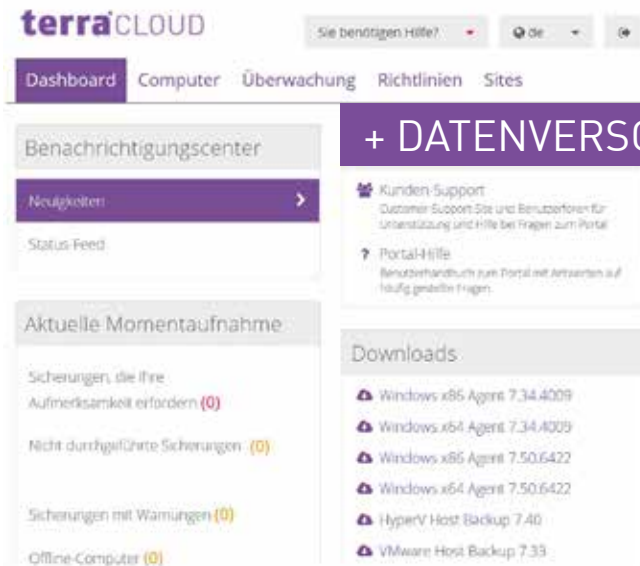 terra CLOUD
Sie benötigen Hilfe?
de
Dashboard Computer Überwachung Richtlinien Sites
Benachrichtigungscenter
Neuigkeiten
Status-Feed
Aktuelle Momentaufnahme
Sicherungen, die Ihre
Aufmerksamkeit erfordern (0)
Nicht durchgeführte Sicherungen (0)
Sicherungen mit Warnungen (0)
Offline-Computer (0)
+ DATENVERSC
Kunden-Support
Customer-Support-Site und Benutzerforen für
Unterstützung und Hilfe bei Fragen zum Portal
? Portal-Hilfe
Benutzerhandbuch zum Portal mit Antworten auf
häufig gestellte Fragen.
Downloads
Windows x86 Agent 7.34.4009
Windows x64 Agent 7.34.4009
Windows x86 Agent 7.50.6422
Windows x64 Agent 7.50.6422
HyperV Host Backup 7.40
VMware Host Backup 7.33